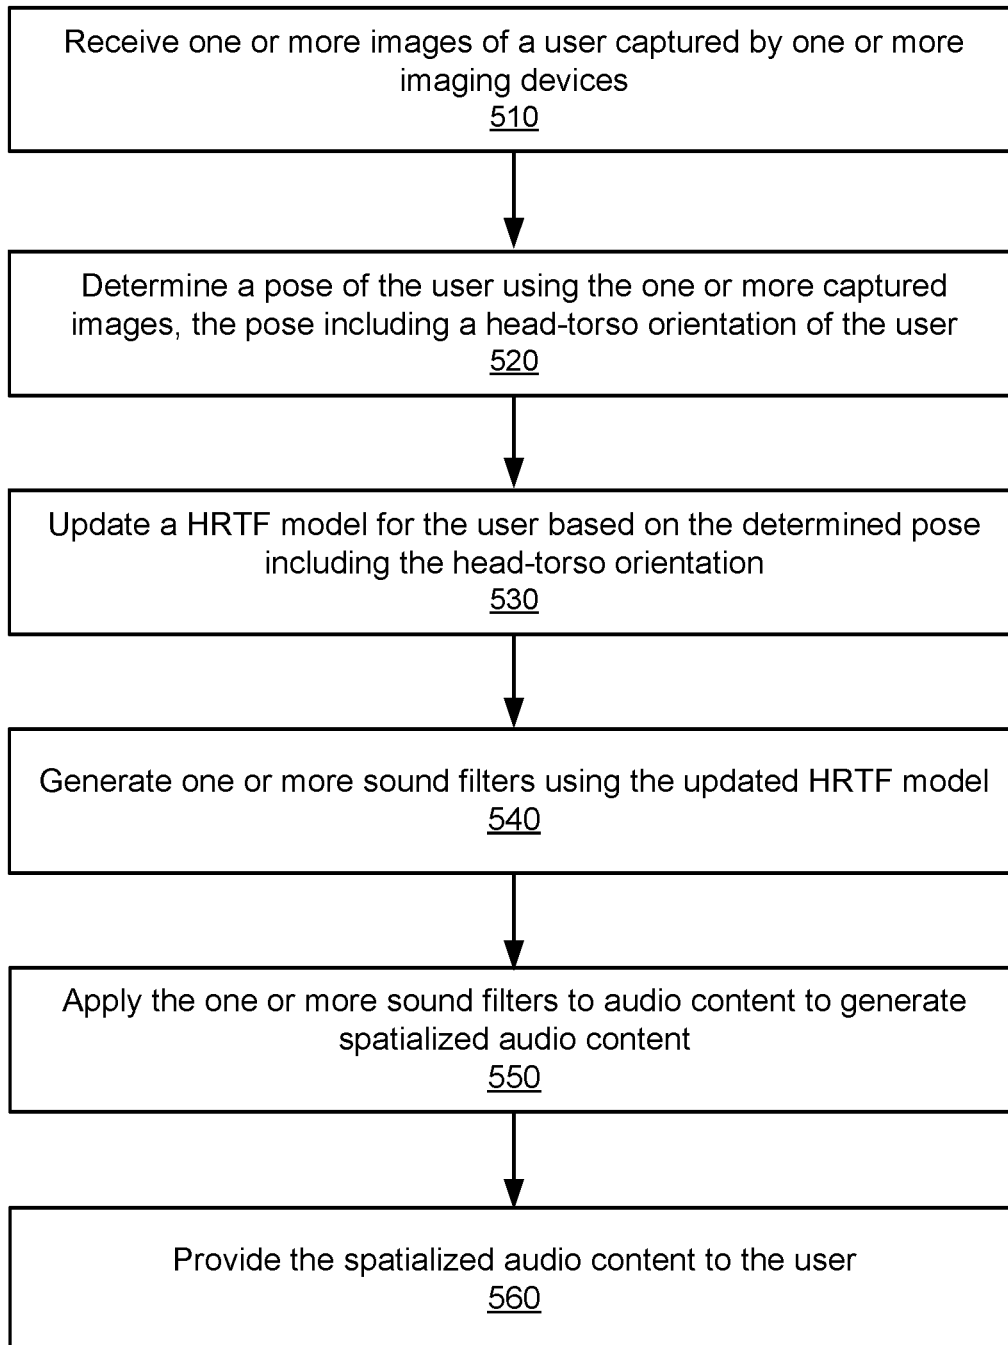 Receive one or more images of a user captured by one or more
imaging devices
510
Determine a pose of the user using the one or more captured
images, the pose including a head-torso orientation of the user
520
Update a HRTF model for the user based on the determined pose
including the head-torso orientation
530
Generate one or more sound filters using the updated HRTF model
540
Apply the one or more sound filters to audio content to generate
spatialized audio content
550
Provide the spatialized audio content to the user
560